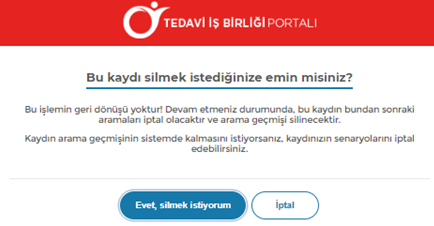 TEDAVİ İŞ BİRLİĞİ PORTALI
Bu kaydı silmek istediğinize emin misiniz?
Bu işlemin geri dönüşü yoktur! Devam etmeniz durumunda, bu kaydın bundan sonraki
aramaları iptal olacaktır ve arama geçmişi silinecektir.
Kaydın arama geçmişinin sistemde kalmasını istiyorsanız, kaydınızın senaryolarını iptal
edebilirsiniz.
Evet, silmek istiyorum
İptal